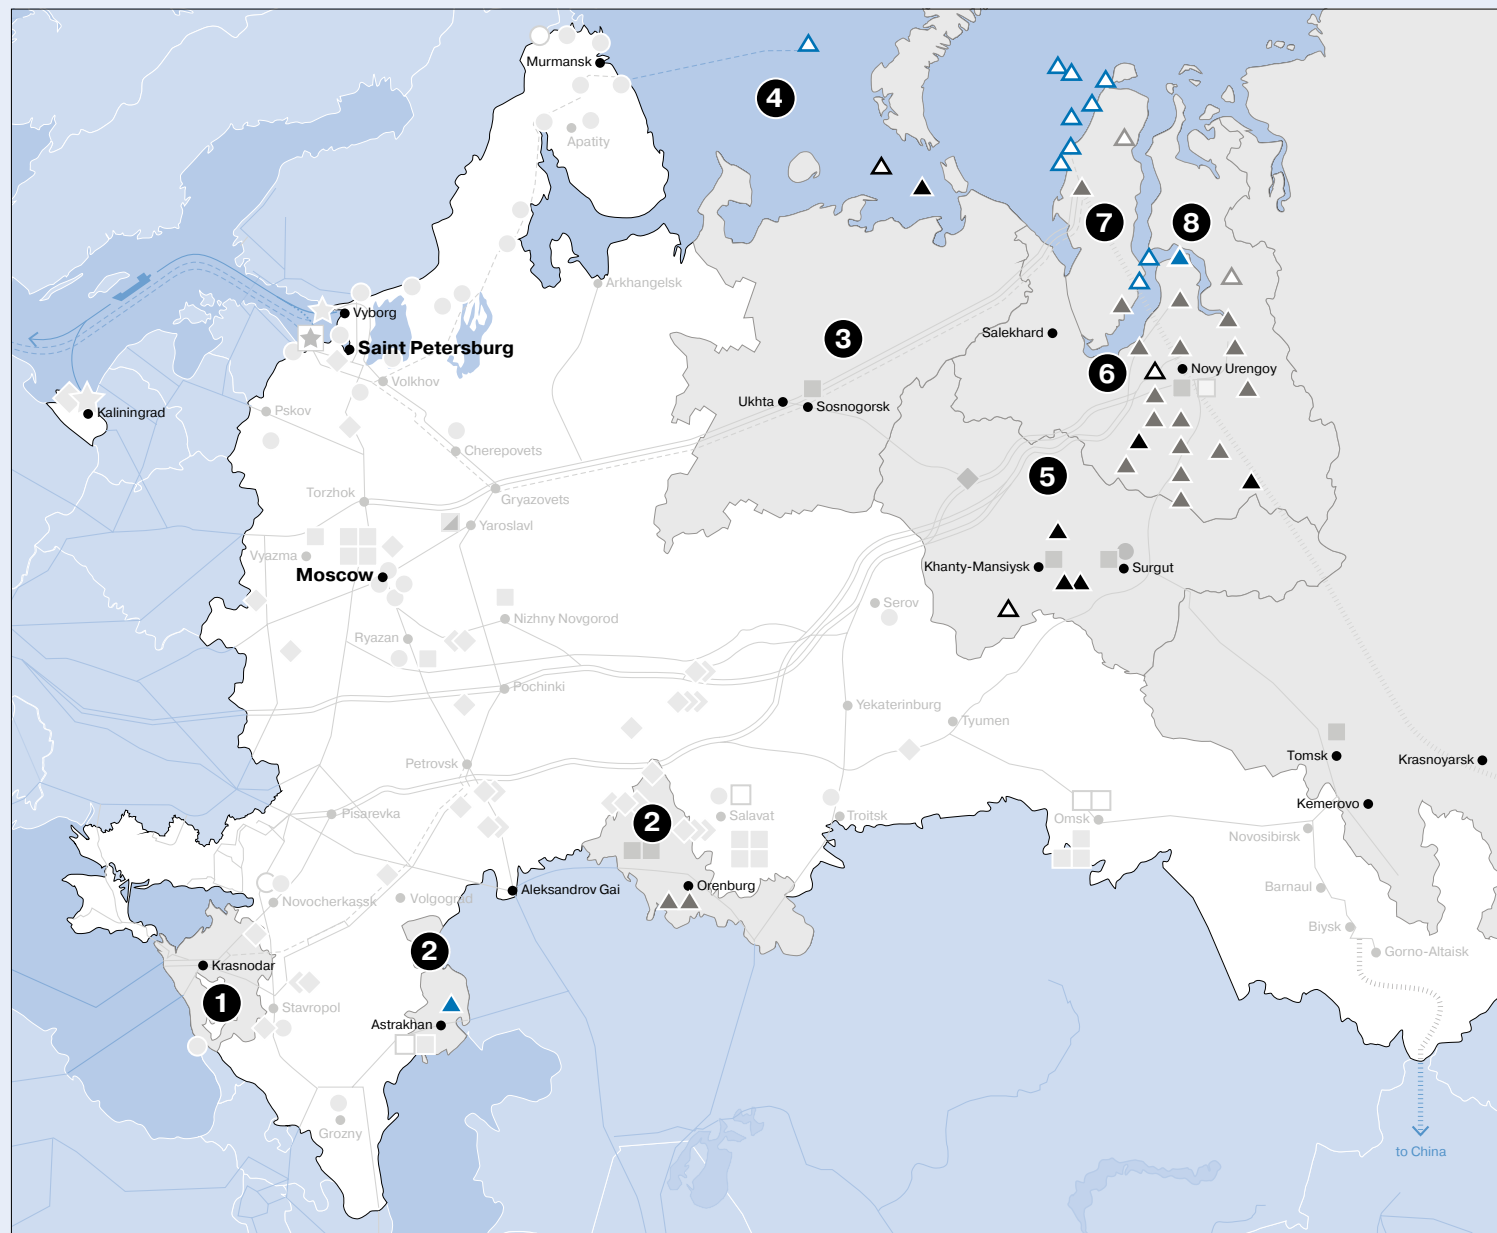 Murmansk
4
Apatity
7
8
Arkhangelsk
Vyborg
Saint Petersburg
3
Salekhard
Volkhov
6
Novy Urengoy
Kaliningrad
Pskov
Ukhta
Sosnogorsk
Cherepovets
5
Torzhok
Gryazovets
Yaroslavl
Vyazma
Moscow
Khanty-Mansiysk
Surgut
Serov
Nizhny Novgorod
Ryazan
Pochinki
Yekaterinburg
Tyumen
Petrovsk
Tomsk
Krasnoyarsk
Kemerovo
Pisarevka
2
Salavat
Troitsk
Omsk
Novosibirsk
Orenburg
Aleksandrov Gai
Barnaul
Novocherkassk
Volgograd
Biysk
2
Gorno-Altaisk
Krasnodar
1
Stavropol
Astrakhan
Grozny
to China